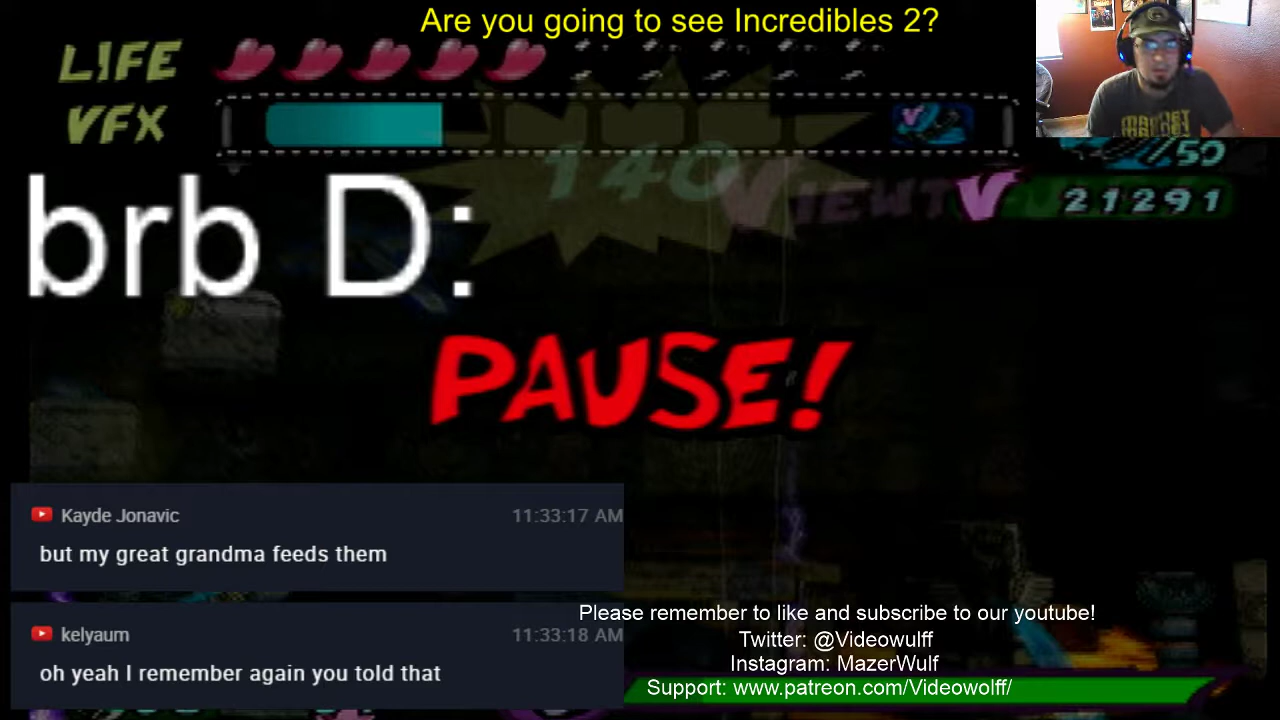 Are you going to see Incredibles 2?
LIFE
VFX
140
/50
VIEWTV
21291
brb D:
PAUSE!
Kayde Jonavic 11:33:17 AM
but my great grandma feeds them
kelyaum 11:33:18 AM
oh yeah I remember again you told that
Please remember to like and subscribe to our youtube!
Twitter: @Videowulff
Instagram: MazerWulf
Support: www.patreon.com/Videowolff/